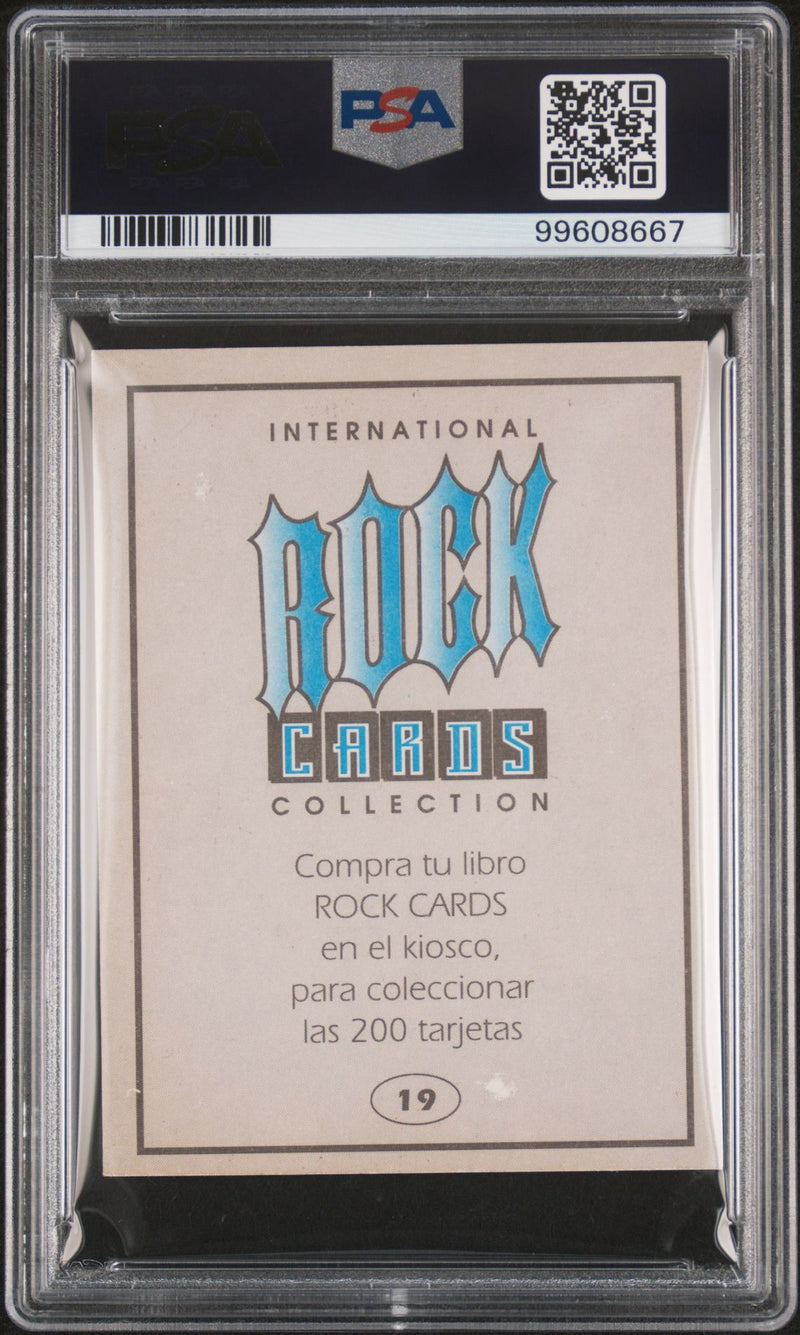 PSA
PSA
99608667
INTERNATIONAL
ROCK
CARDS
COLLECTION
Compra tu libro
ROCK CARDS
en el kiosco,
para coleccionar
las 200 tarjetas
19